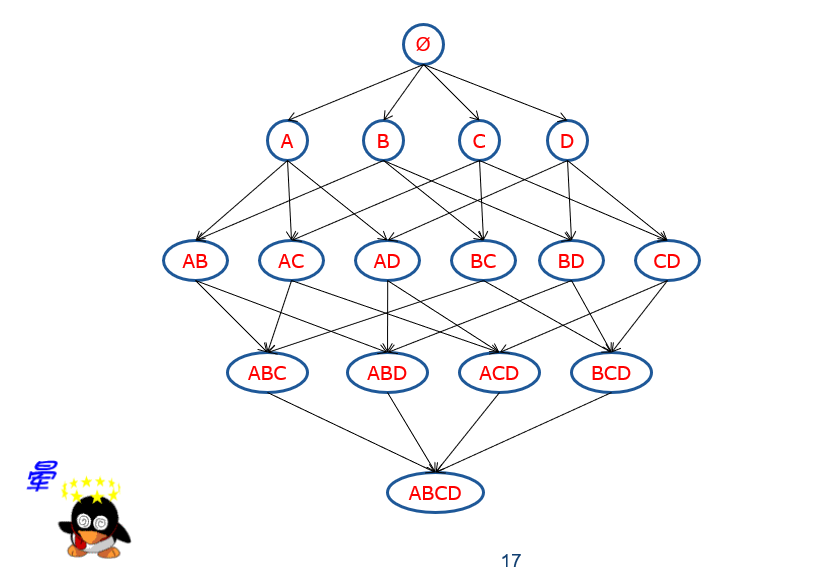 Ø
A B C D
AB AC AD BC BD CD
ABC ABD ACD BCD
ABCD
晕
17